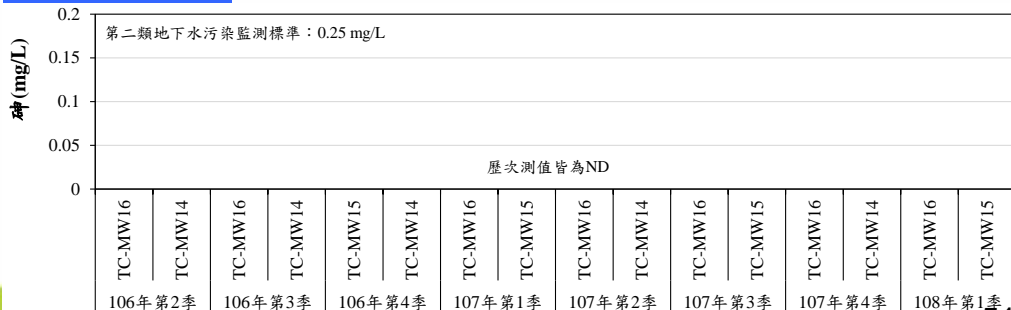 0.2
第二類地下水污染監測標準：0.25 mg/L
0.15
0.1
0.05
0
砷(mg/L)
歷次測值皆為ND
TC-MW16
TC-MW14
TC-MW16
TC-MW14
TC-MW15
TC-MW14
TC-MW16
TC-MW15
TC-MW16
TC-MW14
TC-MW16
TC-MW15
TC-MW16
TC-MW14
TC-MW16
TC-MW15
106年第2季 106年第3季 106年第4季 107年第1季 107年第2季 107年第3季 107年第4季 108年第1季